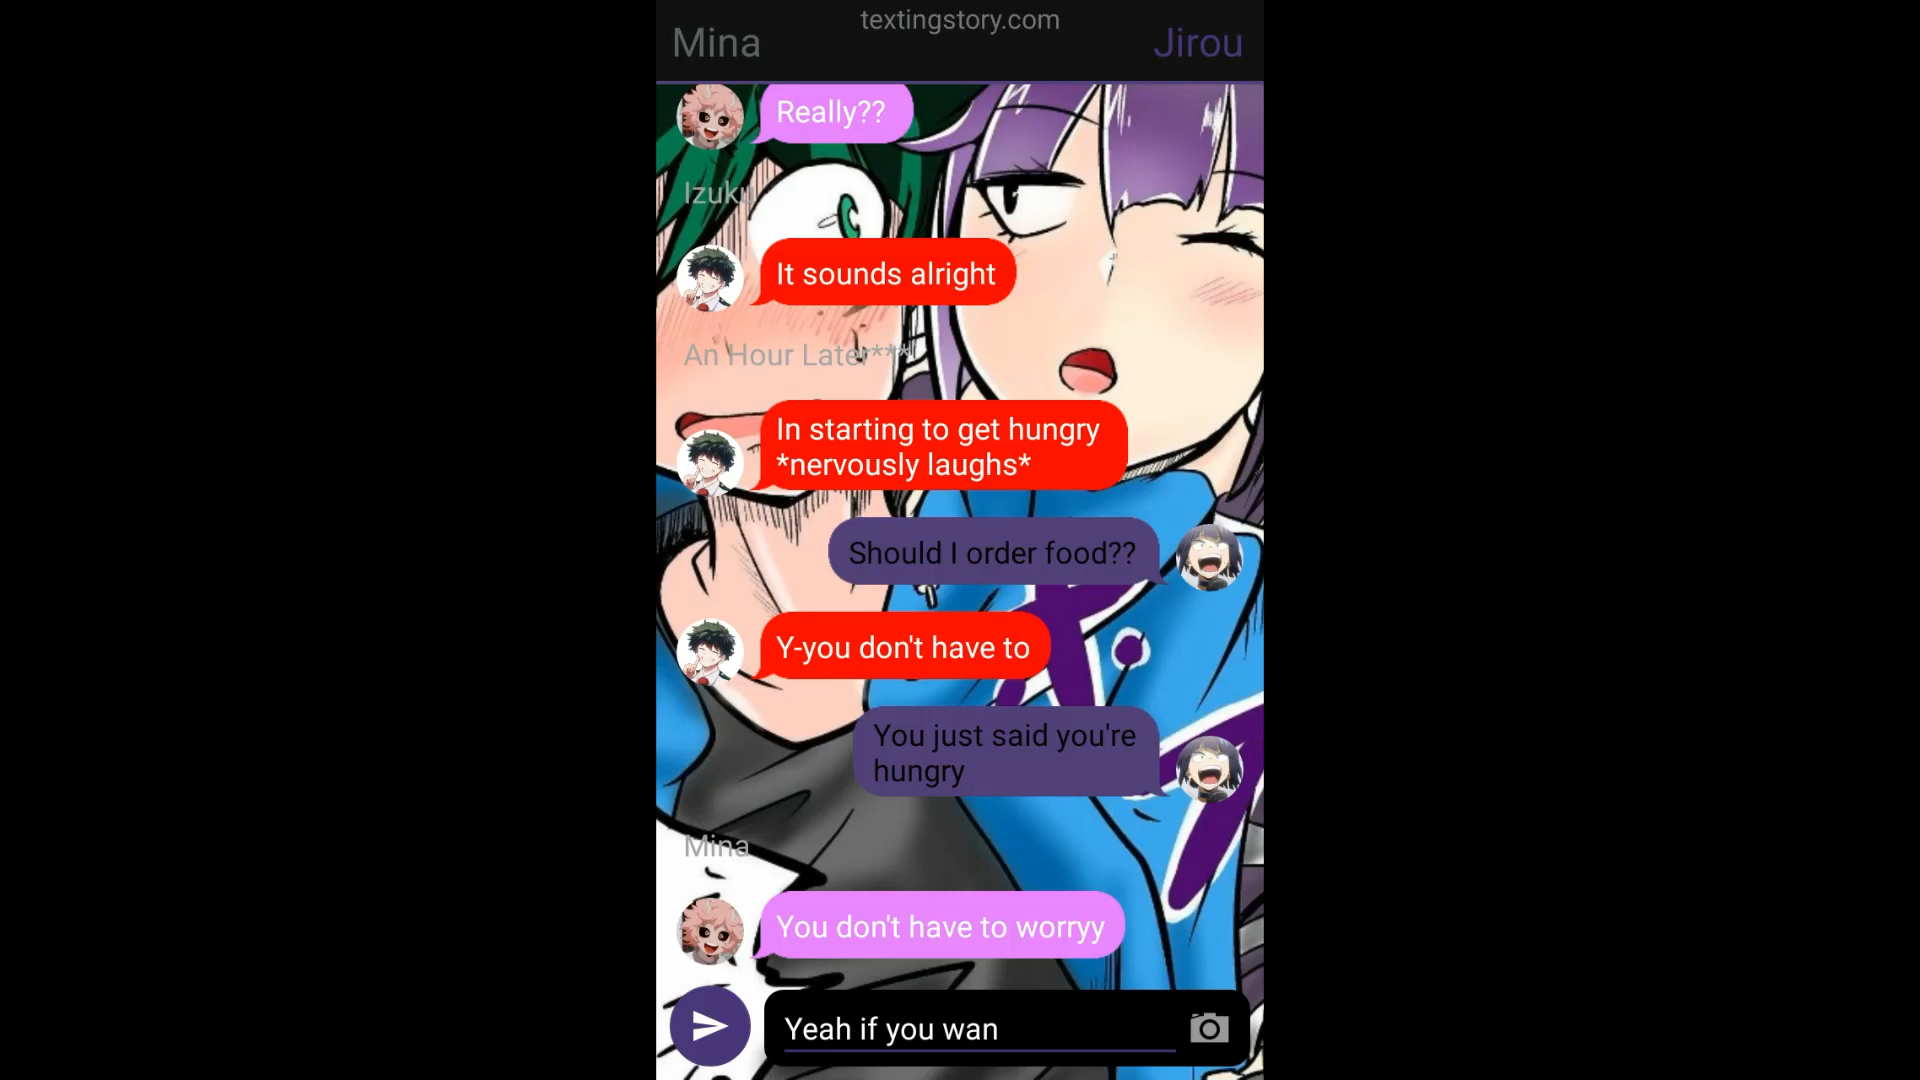 textingstory.com
Mina
Jirou
Really??
Izuku
It sounds alright
An Hour Later***
In starting to get hungry
*nervously laughs*
Should I order food??
Y-you don't have to
You just said you're
hungry
Mina
You don't have to worryy
Yeah if you wan